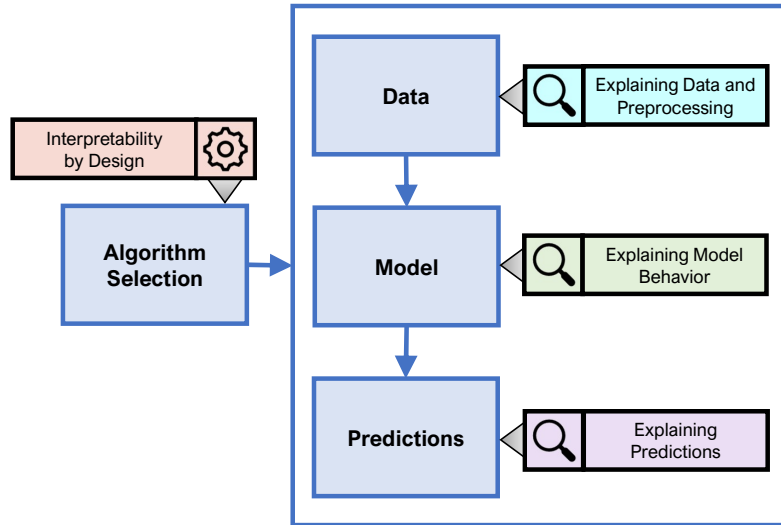 Data
Explaining Data and
Preprocessing
Interpretability
by Design
Algorithm
Selection
Model
Explaining Model
Behavior
Predictions
Explaining
Predictions